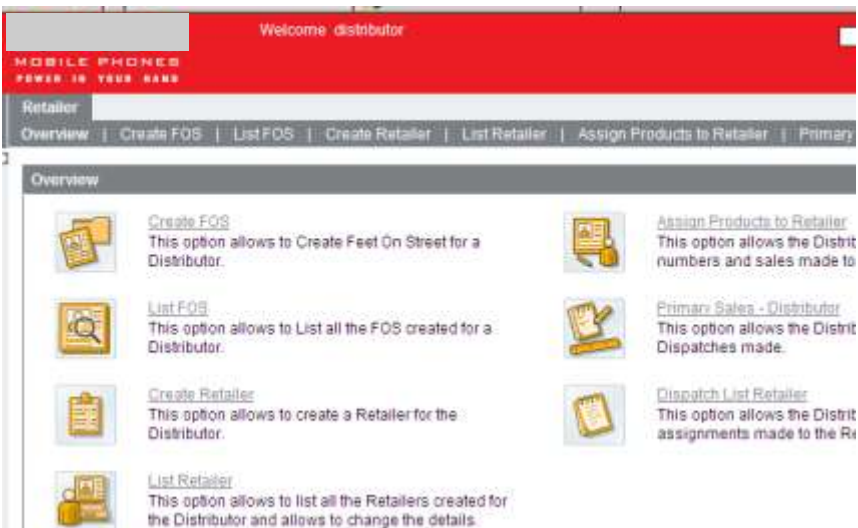 Welcome distributor
MOBILE PHONES
POWER IN YOUR HAND
Retailer
Overview | Create FOS | List FOS | Create Retailer | List Retailer | Assign Products to Retailer | Primary
Overview
Create FOS
This option allows to Create Feet On Street for a
Distributor.
List FOS
This option allows to List all the FOS created for a
Distributor.
Create Retailer
This option allows to create a Retailer for the
Distributor.
List Retailer
This option allows to list all the Retailers created for
the Distributor and allows to change the details.
Assign Products to Retailer
This option allows the Distrib
numbers and sales made to
Primary Sales - Distributor
This option allows the Distrib
Dispatches made.
Dispatch List Retailer
This option allows the Distrib
assignments made to the Re